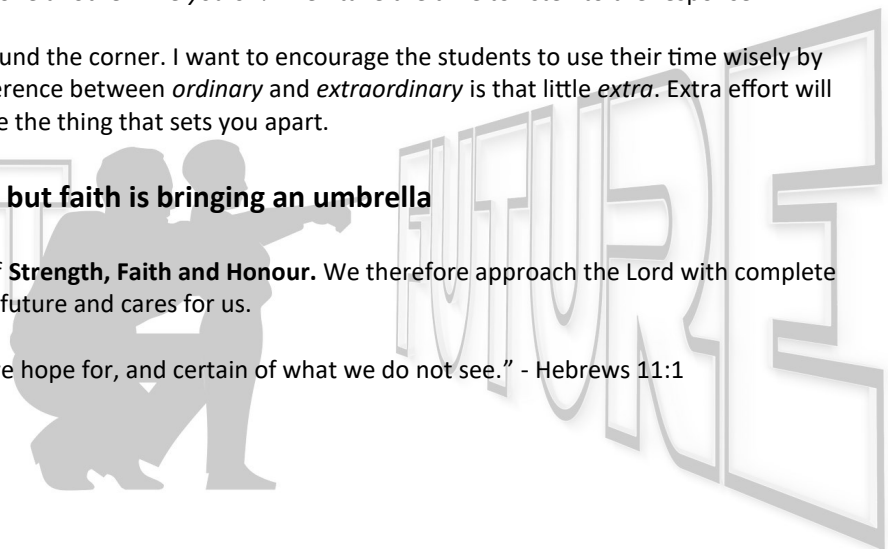 und the corner. I want to encourage the students to use their time wisely by
erence between ordinary and extraordinary is that little extra. Extra effort will
e the thing that sets you apart.
but faith is bringing an umbrella
Strength, Faith and Honour. We therefore approach the Lord with complete
future and cares for us.
e hope for, and certain of what we do not see.” - Hebrews 11:1
FUTURE